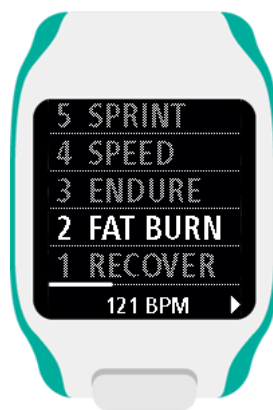 5 SPRINT
4 SPEED
3 ENDURE
2 FAT BURN
1 RECOVER
121 BPM